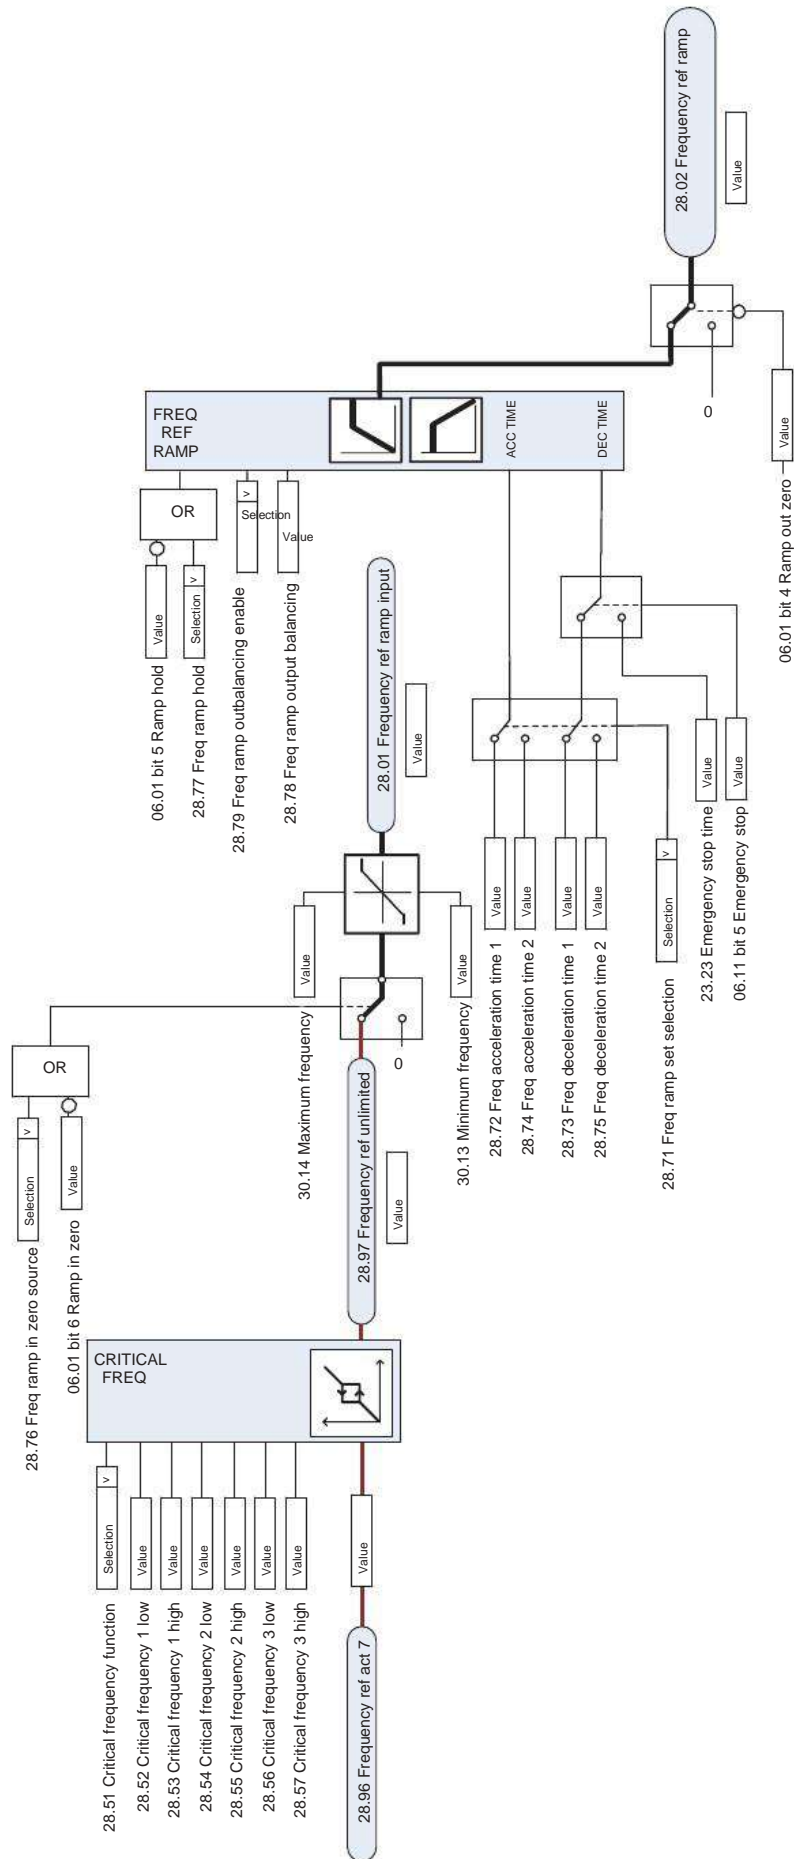 28.96 Frequency ref act 7
Value
28.51 Critical frequency function
Selection
v
28.52 Critical frequency 1 low
Value
28.53 Critical frequency 1 high
Value
28.54 Critical frequency 2 low
Value
28.55 Critical frequency 2 high
Value
28.56 Critical frequency 3 low
Value
28.57 Critical frequency 3 high
Value
CRITICAL
FREQ
28.76 Freq ramp in zero source
Selection
v
06.01 bit 6 Ramp in zero
Value
OR
28.97 Frequency ref unlimited
Value
0
30.14 Maximum frequency
Value
30.13 Minimum frequency
Value
28.01 Frequency ref ramp input
Value
06.01 bit 5 Ramp hold
Value
28.77 Freq ramp hold
Selection
v
OR
28.79 Freq ramp outbalancing enable
Selection
v
28.78 Freq ramp output balancing
Value
FREQ
REF
RAMP
ACC TIME
DEC TIME
28.72 Freq acceleration time 1
Value
28.74 Freq acceleration time 2
Value
28.73 Freq deceleration time 1
Value
28.75 Freq deceleration time 2
Value
28.71 Freq ramp set selection
Selection
v
23.23 Emergency stop time
Value
06.11 bit 5 Emergency stop
Value
0
06.01 bit 4 Ramp out zero
Value
28.02 Frequency ref ramp
Value